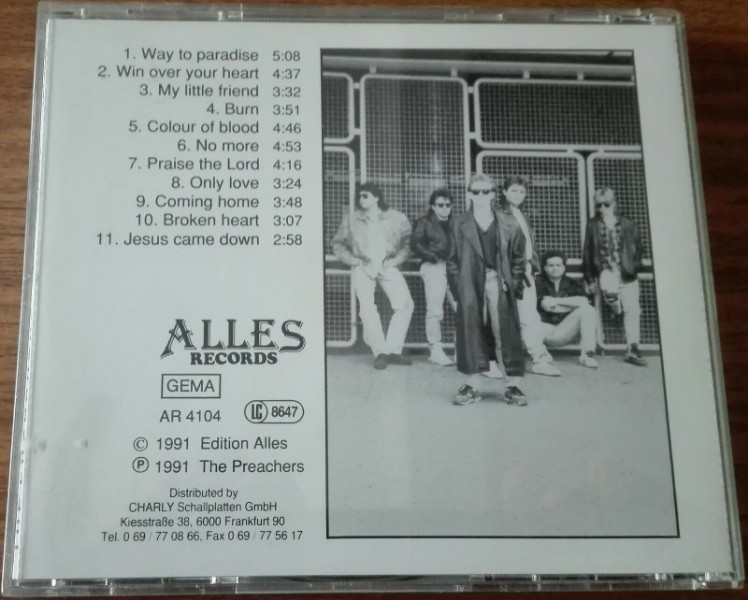 1. Way to paradise 5:08
2. Win over your heart 4:37
3. My little friend 3:32
4. Burn 3:51
5. Colour of blood 4:46
6. No more 4:53
7. Praise the Lord 4:16
8. Only love 3:24
9. Coming home 3:48
10. Broken heart 3:07
11. Jesus came down 2:58
ALLES
RECORDS
GEMA
AR 4104 LC 8647
© 1991 Edition Alles
℗ 1991 The Preachers
Distributed by
CHARLY Schallplatten GmbH
Kiesstraße 38, 6000 Frankfurt 90
Tel. 0 69 / 77 08 66, Fax 0 69 / 77 56 17